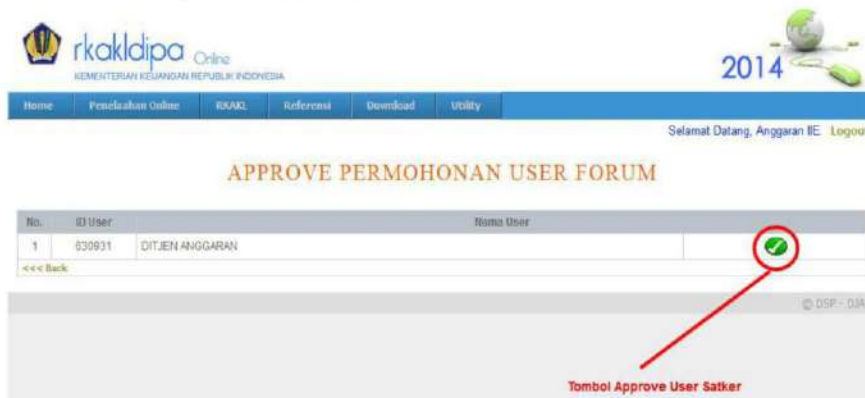 rkakldipa Online
KEMENTERIAN KEUANGAN REPUBLIK INDONESIA
2014
Home Penelaahan Online RKAKL Referensi Download Utility
Selamat Datang, Anggaran IIE Logout
APPROVE PERMOHONAN USER FORUM
No. ID User Nama User
1 030931 DITJEN ANGGARAN
<<< Back
© DSP - DJA
Tombol Approve User Satker